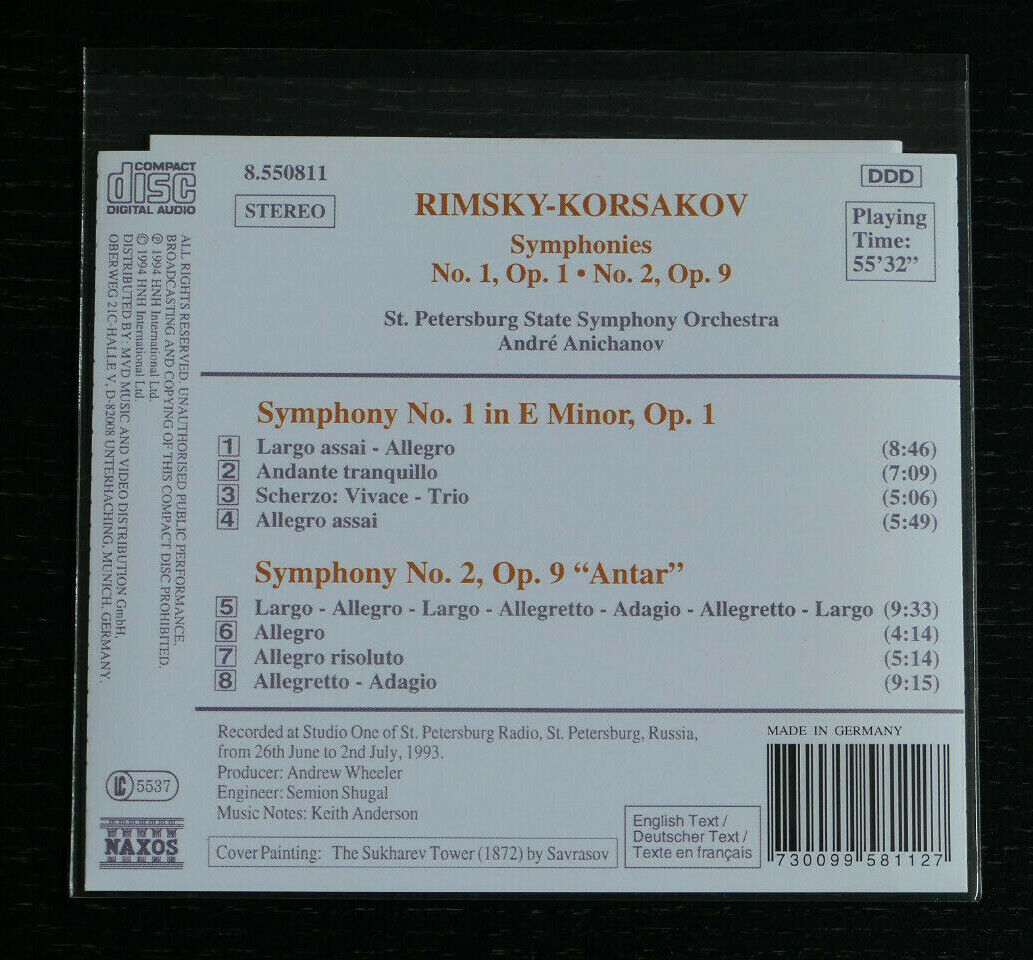 COMPACT
disc
DIGITAL AUDIO
8.550811
STEREO
RIMSKY-KORSAKOV
Symphonies
No. 1, Op. 1 • No. 2, Op. 9
DDD
Playing
Time:
55’32”
St. Petersburg State Symphony Orchestra
André Anichanov
ALL RIGHTS RESERVED. UNAUTHORISED PUBLIC PERFORMANCE,
BROADCASTING AND COPYING OF THIS COMPACT DISC PROHIBITED.
℗ 1994 HNH International Ltd.
© 1994 HNH International Ltd.
DISTRIBUTED BY: MVD MUSIC AND VIDEO DISTRIBUTION GmbH,
OBERWEG 21C-HALLE V, D-82008 UNTERHACHING, MUNICH, GERMANY.
Symphony No. 1 in E Minor, Op. 1
1 Largo assai - Allegro (8:46)
2 Andante tranquillo (7:09)
3 Scherzo: Vivace - Trio (5:06)
4 Allegro assai (5:49)
Symphony No. 2, Op. 9 “Antar”
5 Largo - Allegro - Largo - Allegretto - Adagio - Allegretto - Largo (9:33)
6 Allegro (4:14)
7 Allegro risoluto (5:14)
8 Allegretto - Adagio (9:15)
Recorded at Studio One of St. Petersburg Radio, St. Petersburg, Russia,
from 26th June to 2nd July, 1993.
Producer: Andrew Wheeler
Engineer: Semion Shugal
Music Notes: Keith Anderson
Cover Painting: The Sukharev Tower (1872) by Savrasov
English Text /
Deutscher Text /
Texte en français
MADE IN GERMANY
7 30099 58112 7
LC 5537
NAXOS